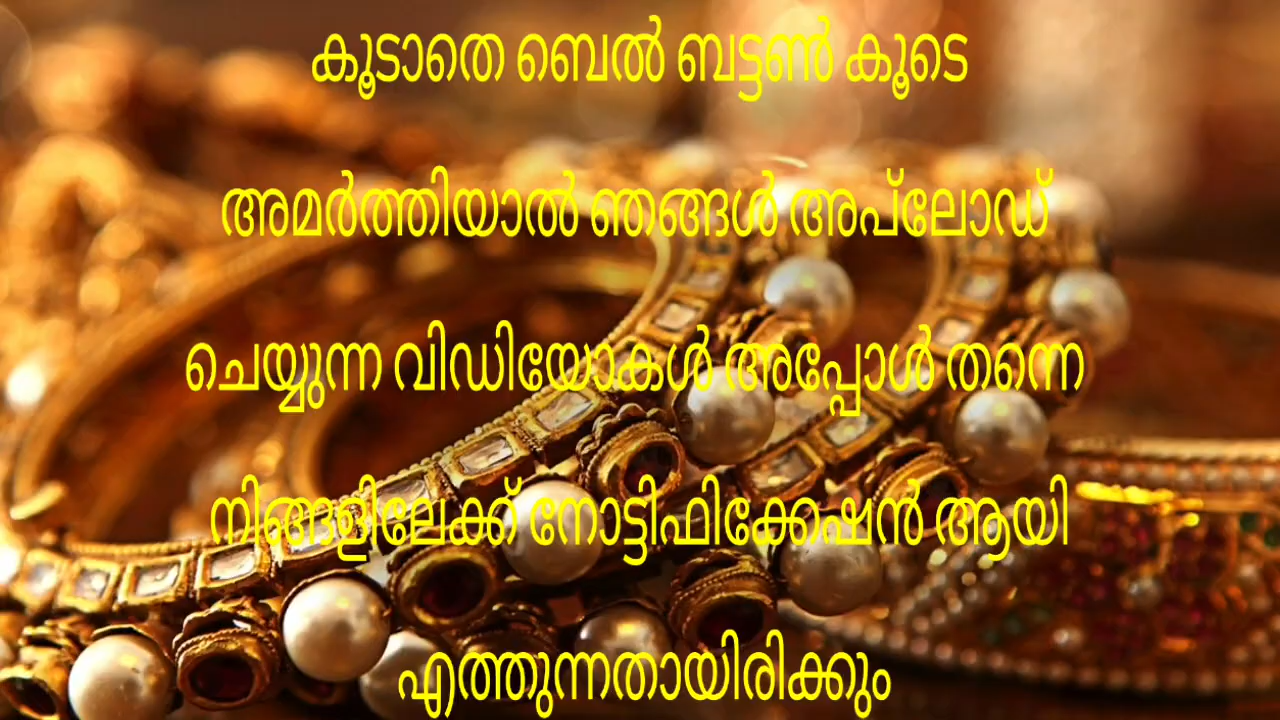 കൂടാതെ ബെൽ ബട്ടൺ കൂടെ
അമർത്തിയാൽ ഞങ്ങൾ അപ്ലോഡ്
ചെയ്യുന്ന വിഡിയോകൾ അപ്പോൾ തന്നെ
നിങ്ങളിലേക്ക് നോട്ടിഫിക്കേഷൻ ആയി
എത്തുന്നതായിരിക്കും